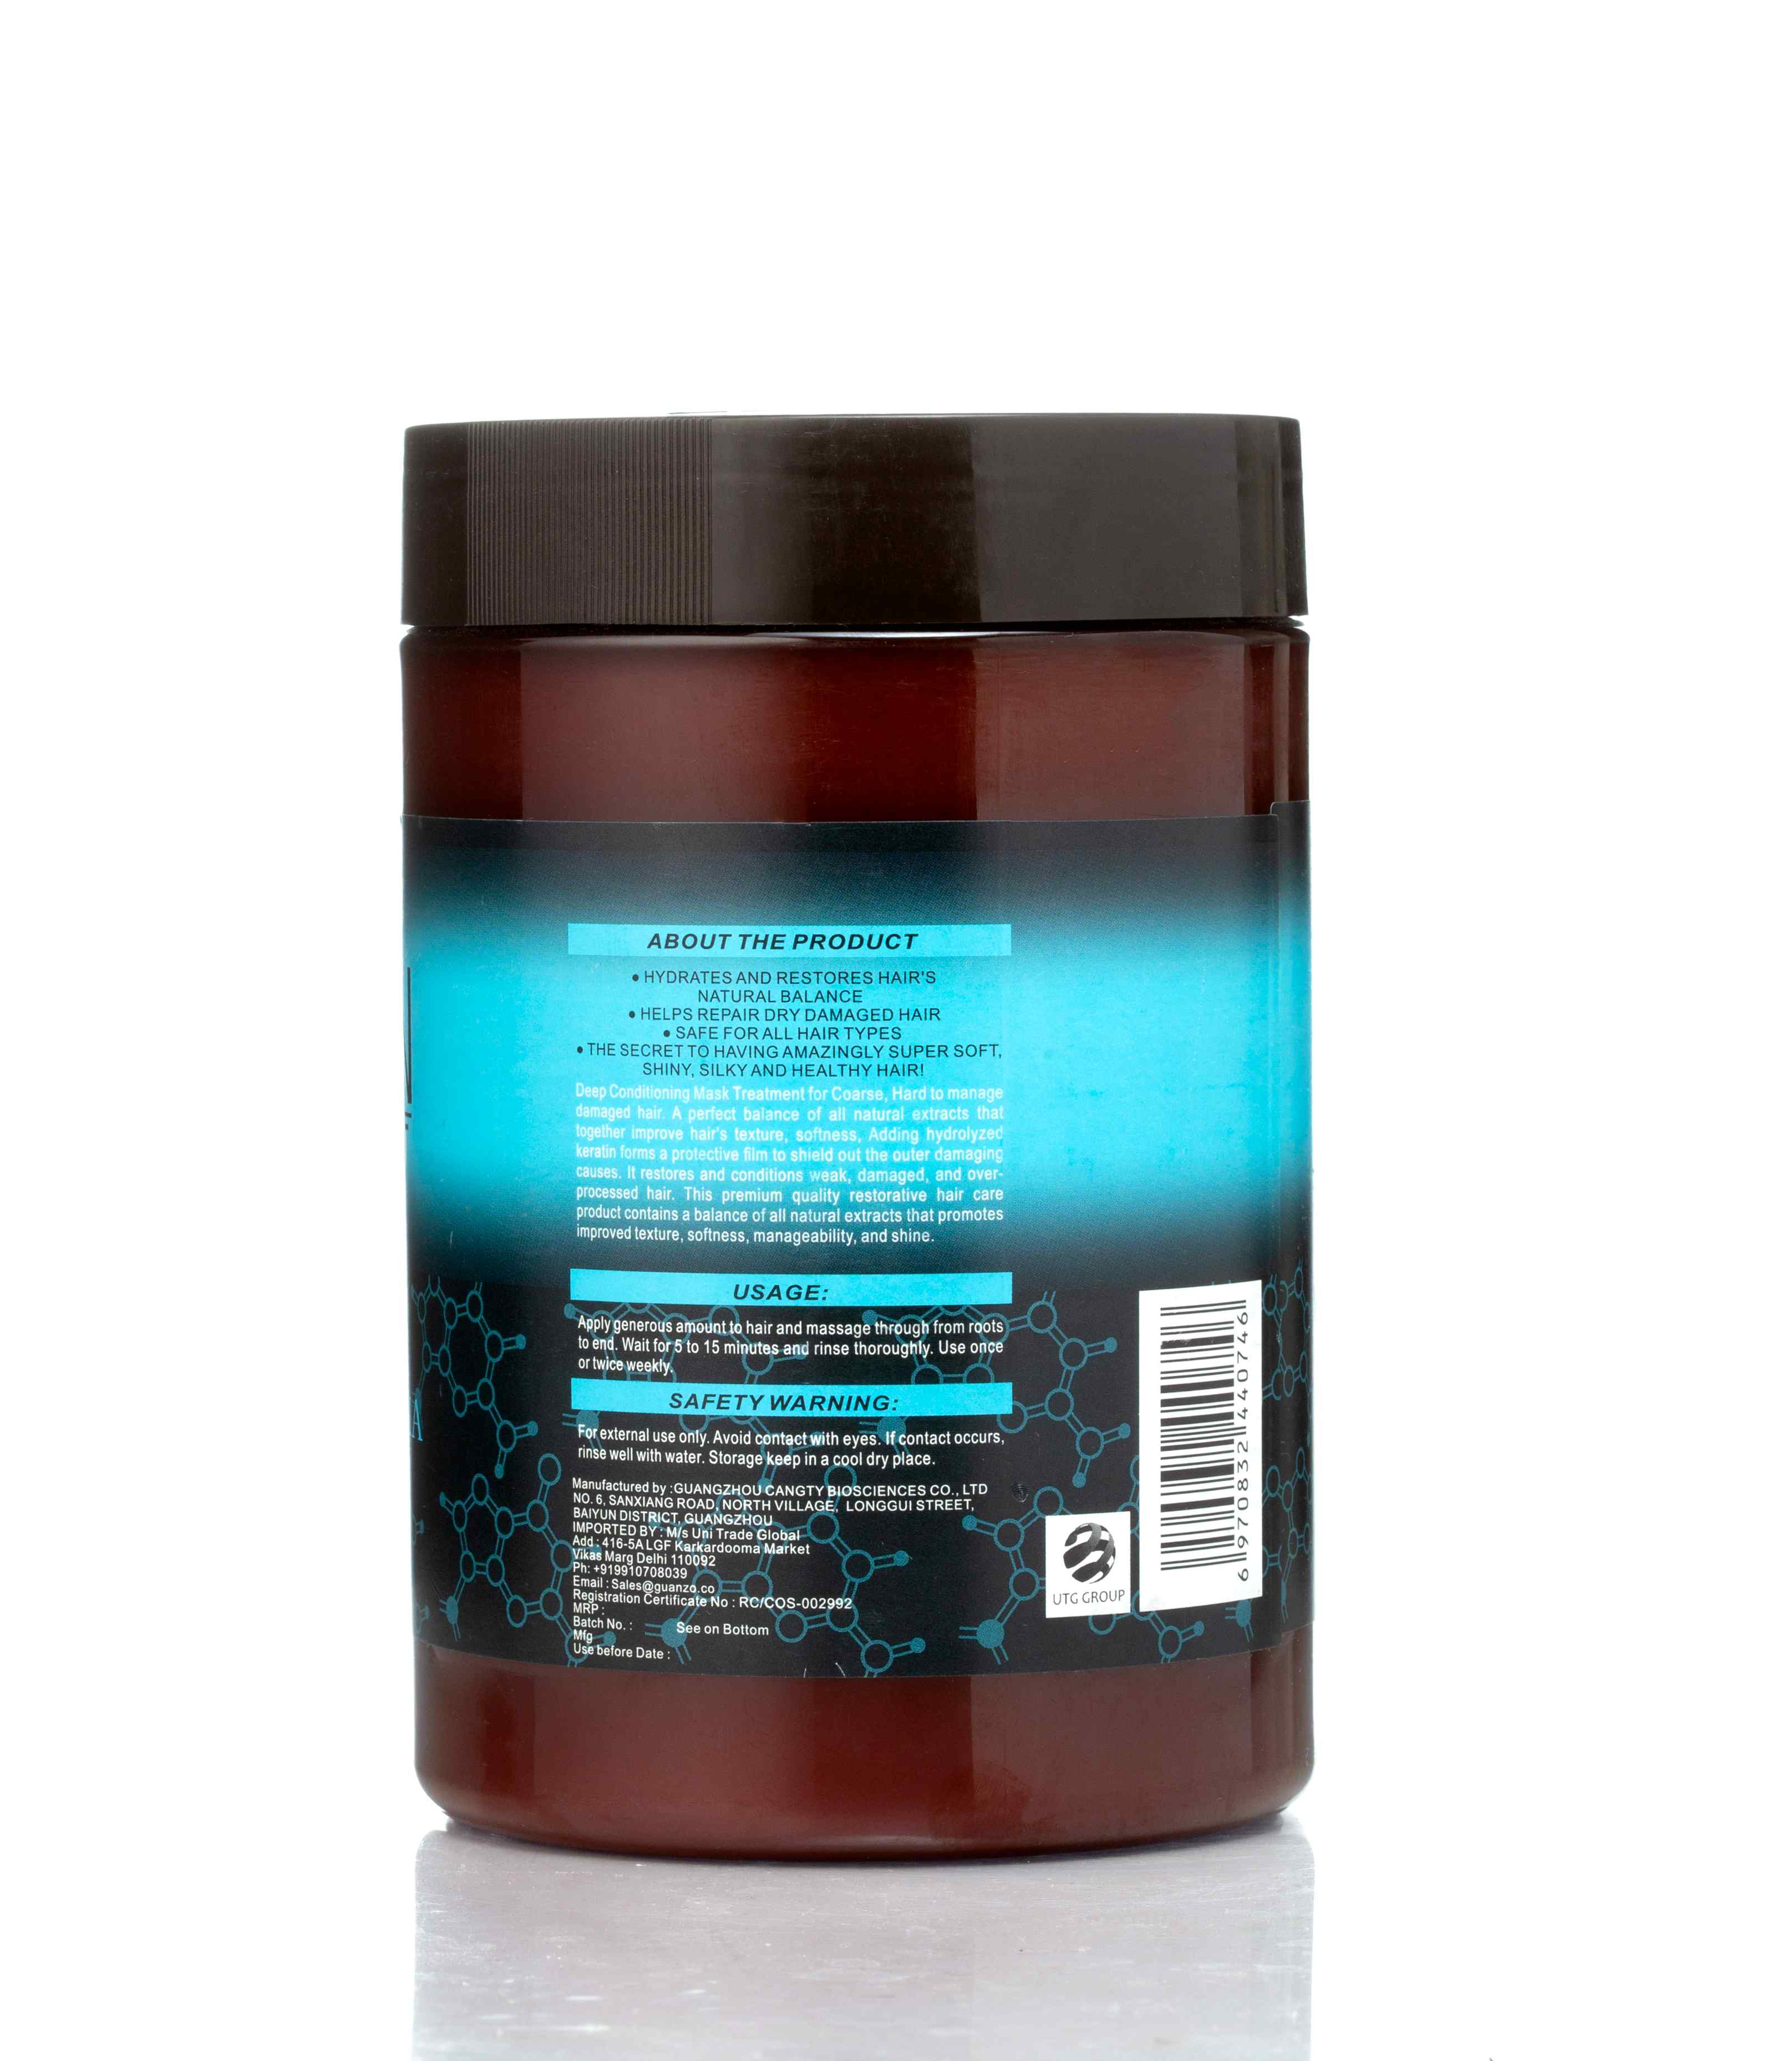 N
A
ABOUT THE PRODUCT
• HYDRATES AND RESTORES HAIR'S
NATURAL BALANCE
• HELPS REPAIR DRY DAMAGED HAIR
• SAFE FOR ALL HAIR TYPES
• THE SECRET TO HAVING AMAZINGLY SUPER SOFT,
SHINY, SILKY AND HEALTHY HAIR!
Deep Conditioning Mask Treatment for Coarse, Hard to manage
damaged hair. A perfect balance of all natural extracts that
together improve hair's texture, softness, Adding hydrolyzed
keratin forms a protective film to shield out the outer damaging
causes. It restores and conditions weak, damaged, and over-
processed hair. This premium quality restorative hair care
product contains a balance of all natural extracts that promotes
improved texture, softness, manageability, and shine.
USAGE:
Apply generous amount to hair and massage through from roots
to end. Wait for 5 to 15 minutes and rinse thoroughly. Use once
or twice weekly.
SAFETY WARNING:
For external use only. Avoid contact with eyes. If contact occurs,
rinse well with water. Storage keep in a cool dry place.
Manufactured by :GUANGZHOU CANGTY BIOSCIENCES CO., LTD
NO. 6, SANXIANG ROAD, NORTH VILLAGE, LONGGUI STREET,
BAIYUN DISTRICT, GUANGZHOU
IMPORTED BY : M/s Uni Trade Global
Add : 416-5A LGF Karkardooma Market
Vikas Marg Delhi 110092
Ph: +919910708039
Email : Sales@guanzo.co
Registration Certificate No : RC/COS-002992
MRP :
Batch No. : See on Bottom
Mfg
Use before Date :
UTG GROUP
6 970832 440746